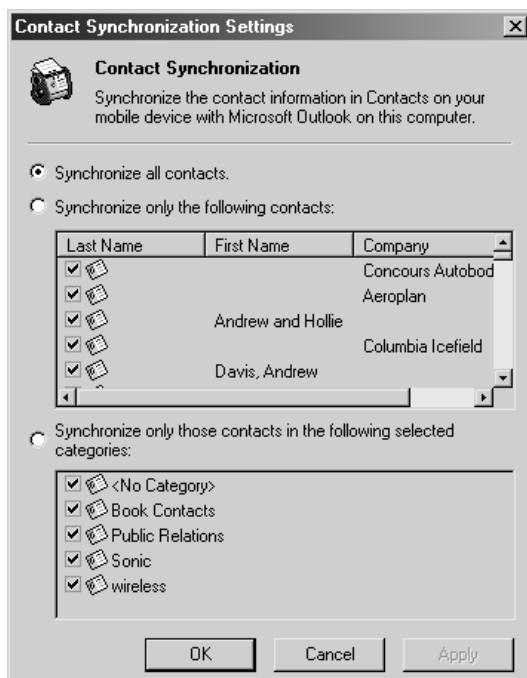 Contact Synchronization Settings
Contact Synchronization
Synchronize the contact information in Contacts on your
mobile device with Microsoft Outlook on this computer.
Synchronize all contacts.
Synchronize only the following contacts:
Last Name First Name Company
Concours Autobod
Aeroplan
Andrew and Hollie
Columbia Icefield
Davis, Andrew
Synchronize only those contacts in the following selected
categories:
<No Category>
Book Contacts
Public Relations
Sonic
wireless
OK Cancel Apply